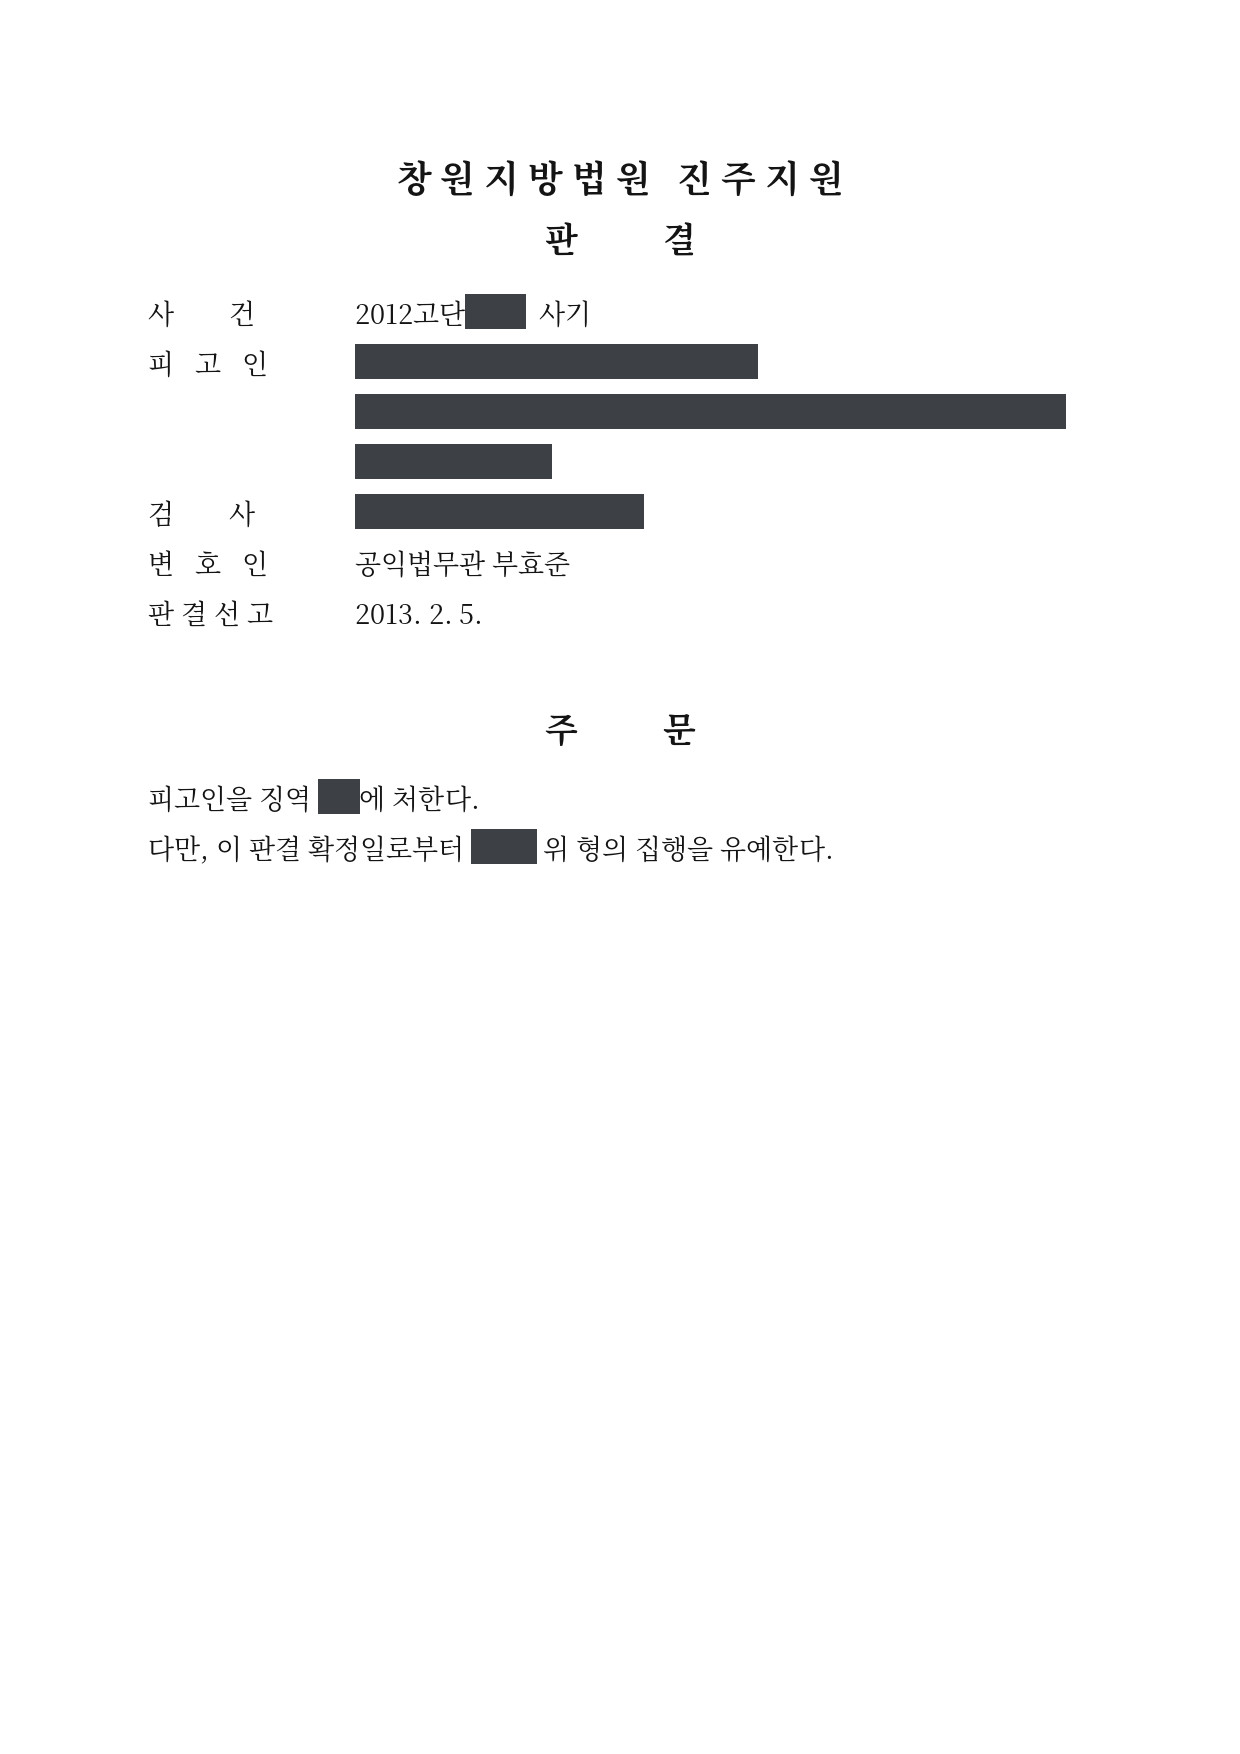 창원지방법원 진주지원
판 결
사 건 2012고단 사기
피 고 인
검 사
변 호 인 공익법무관 부효준
판 결 선 고 2013. 2. 5.
주 문
피고인을 징역 에 처한다.
다만, 이 판결 확정일로부터 위 형의 집행을 유예한다.